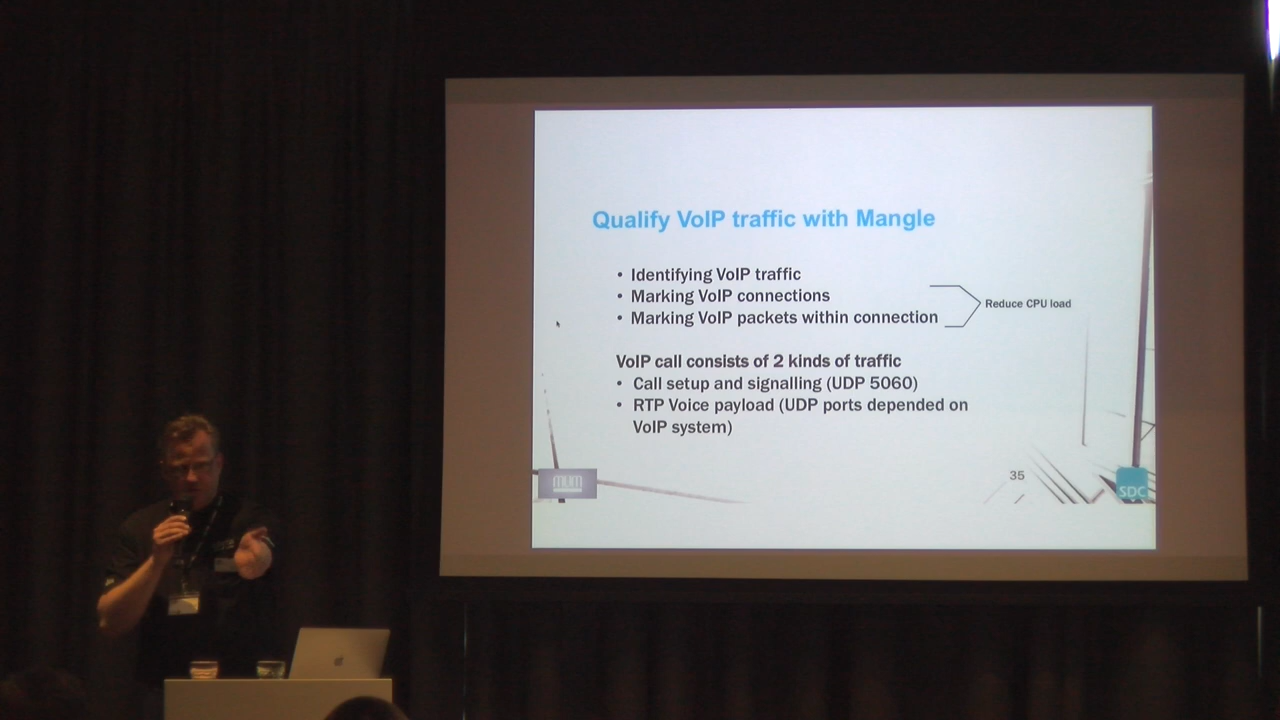 Qualify VoIP traffic with Mangle
• Identifying VoIP traffic
• Marking VoIP connections
• Marking VoIP packets within connection
Reduce CPU load
VoIP call consists of 2 kinds of traffic
• Call setup and signalling (UDP 5060)
• RTP Voice payload (UDP ports depended on
VoIP system)
35
SDC